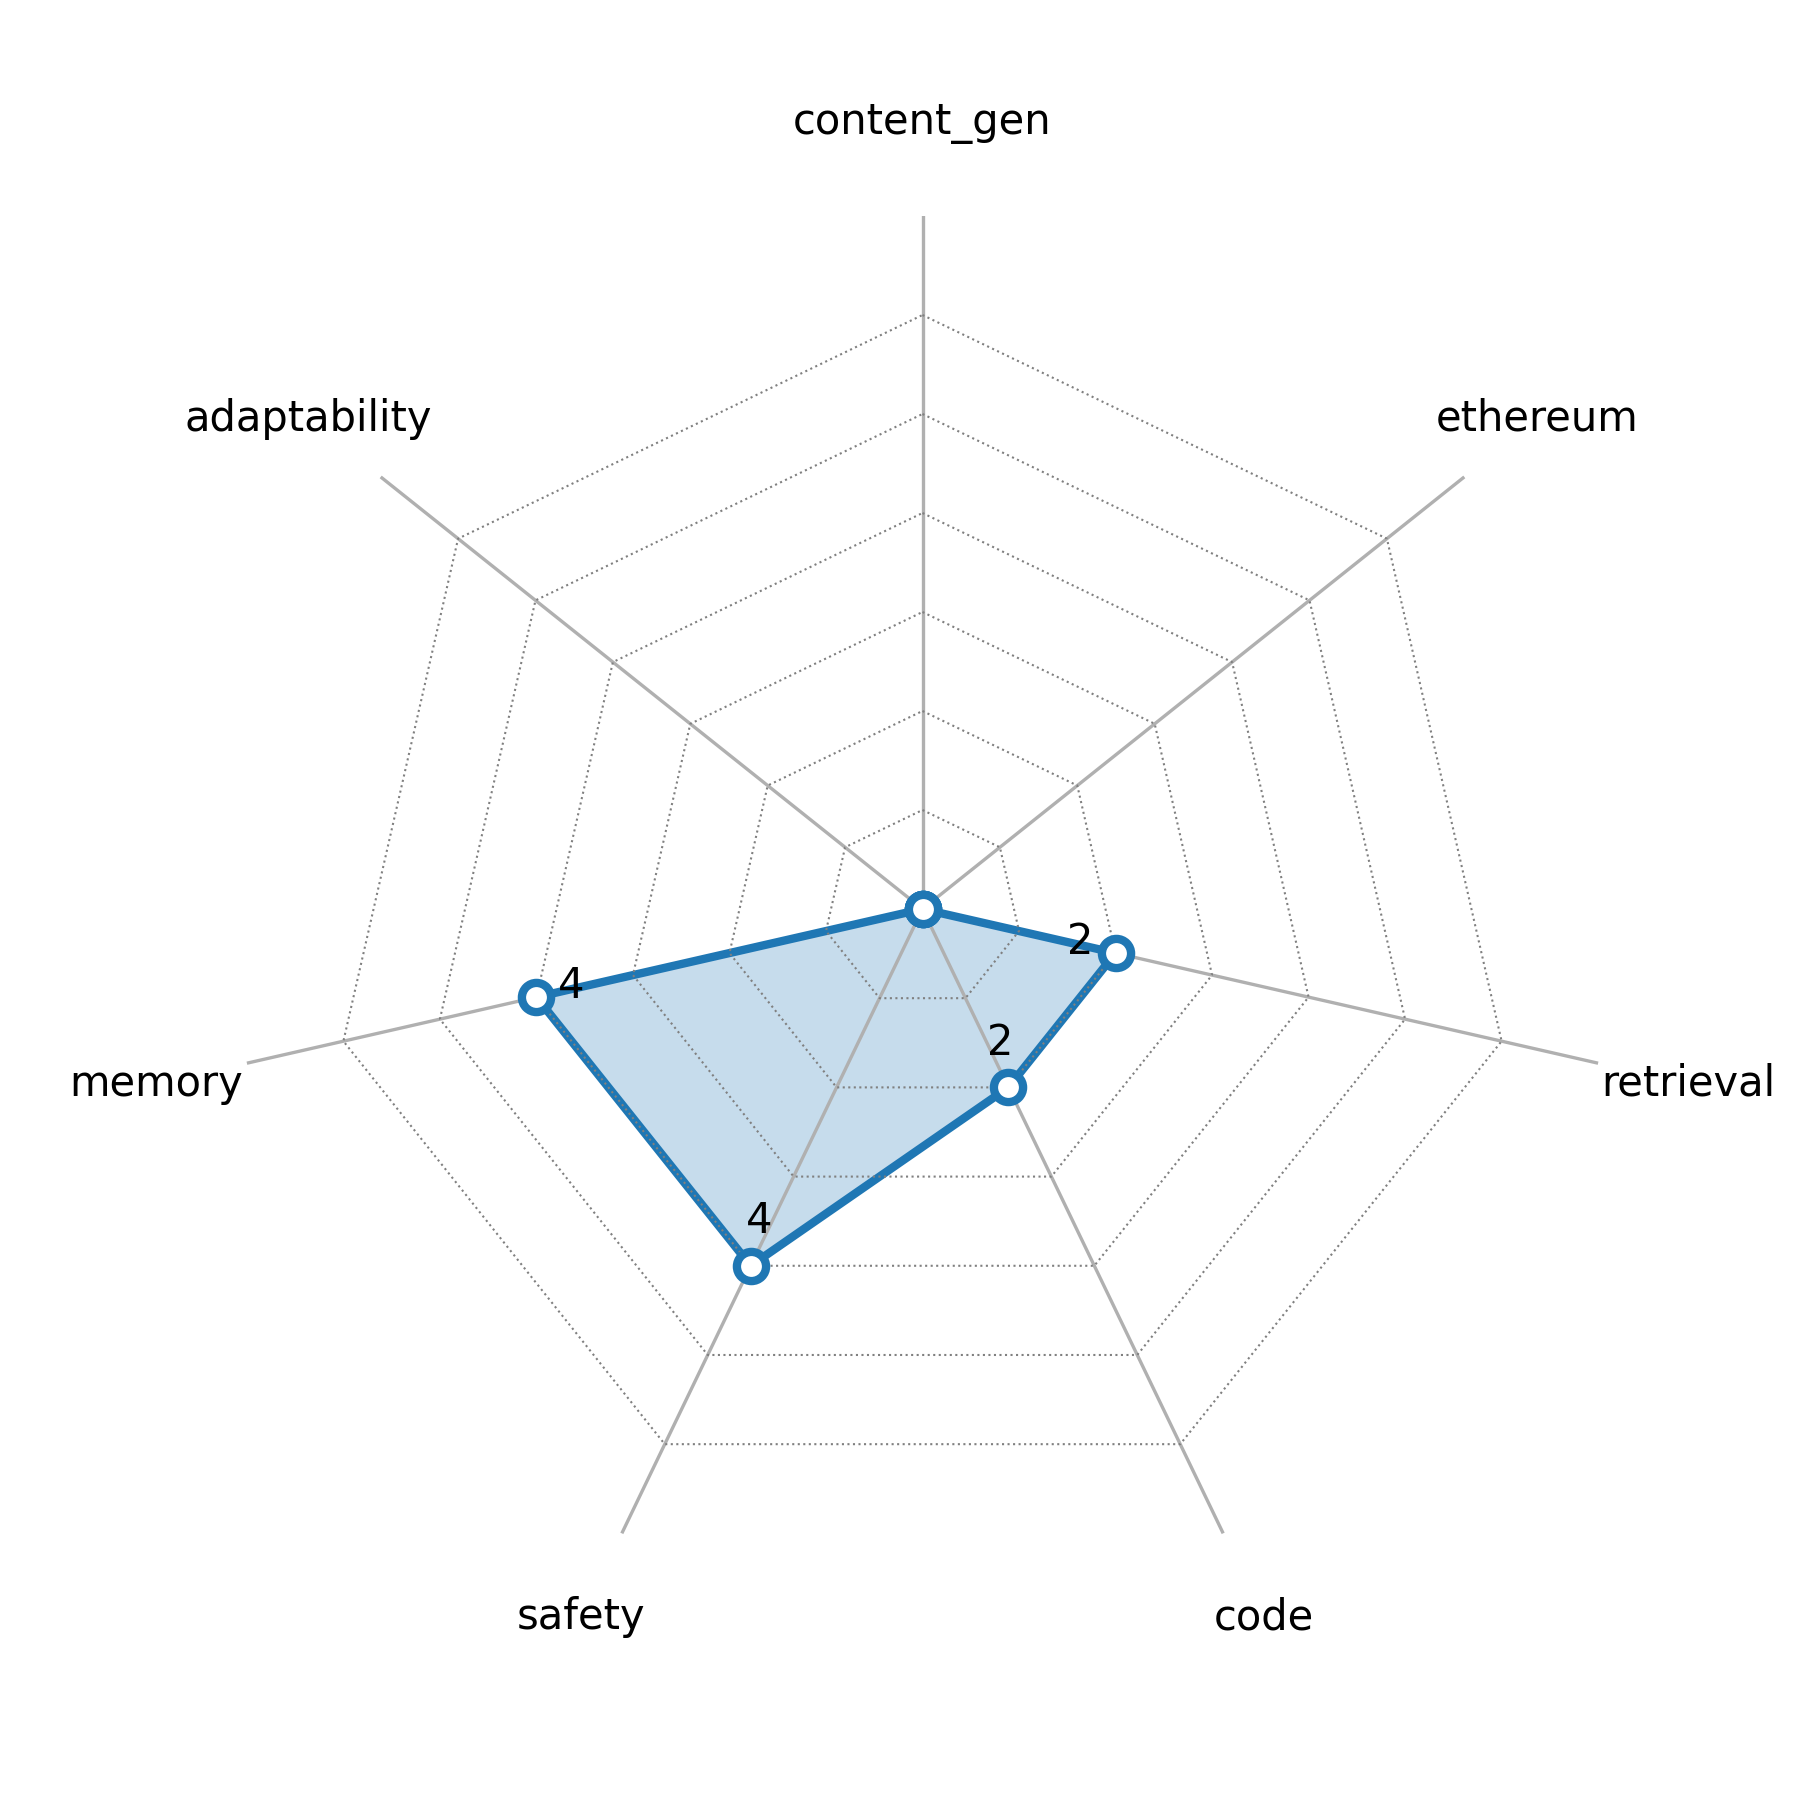 content_gen
adaptability
ethereum
2
4
2
memory
retrieval
4
safety
code